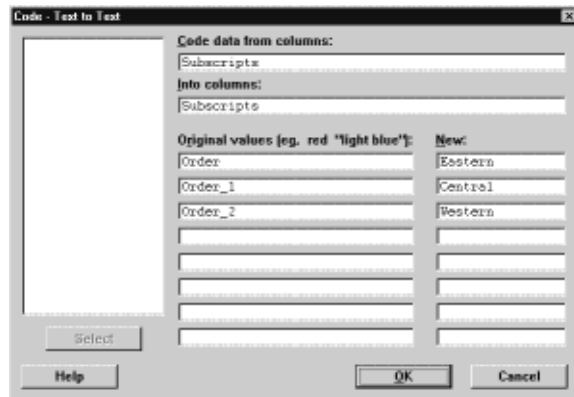 Code - Text to Text
Code data from columns:
Subscripts
Into columns:
Subscripts
Original values (eg, red "light blue"): New:
Order Eastern
Order_1 Central
Order_2 Western
Select
Help OK Cancel